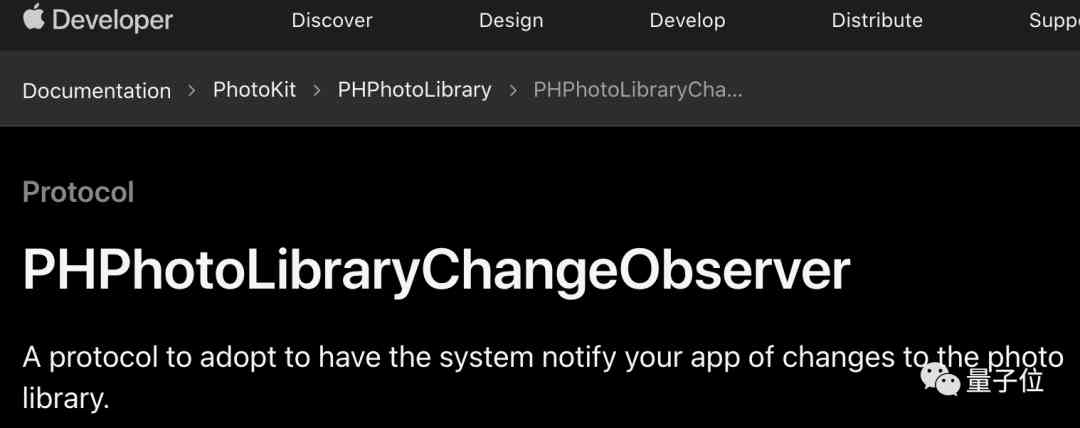 Developer Discover Design Develop Distribute Supp
Documentation > PhotoKit > PHPhotoLibrary > PHPhotoLibraryCha...
Protocol
PHPhotoLibraryChangeObserver
A protocol to adopt to have the system notify your app of changes to the photo
library.
量子位